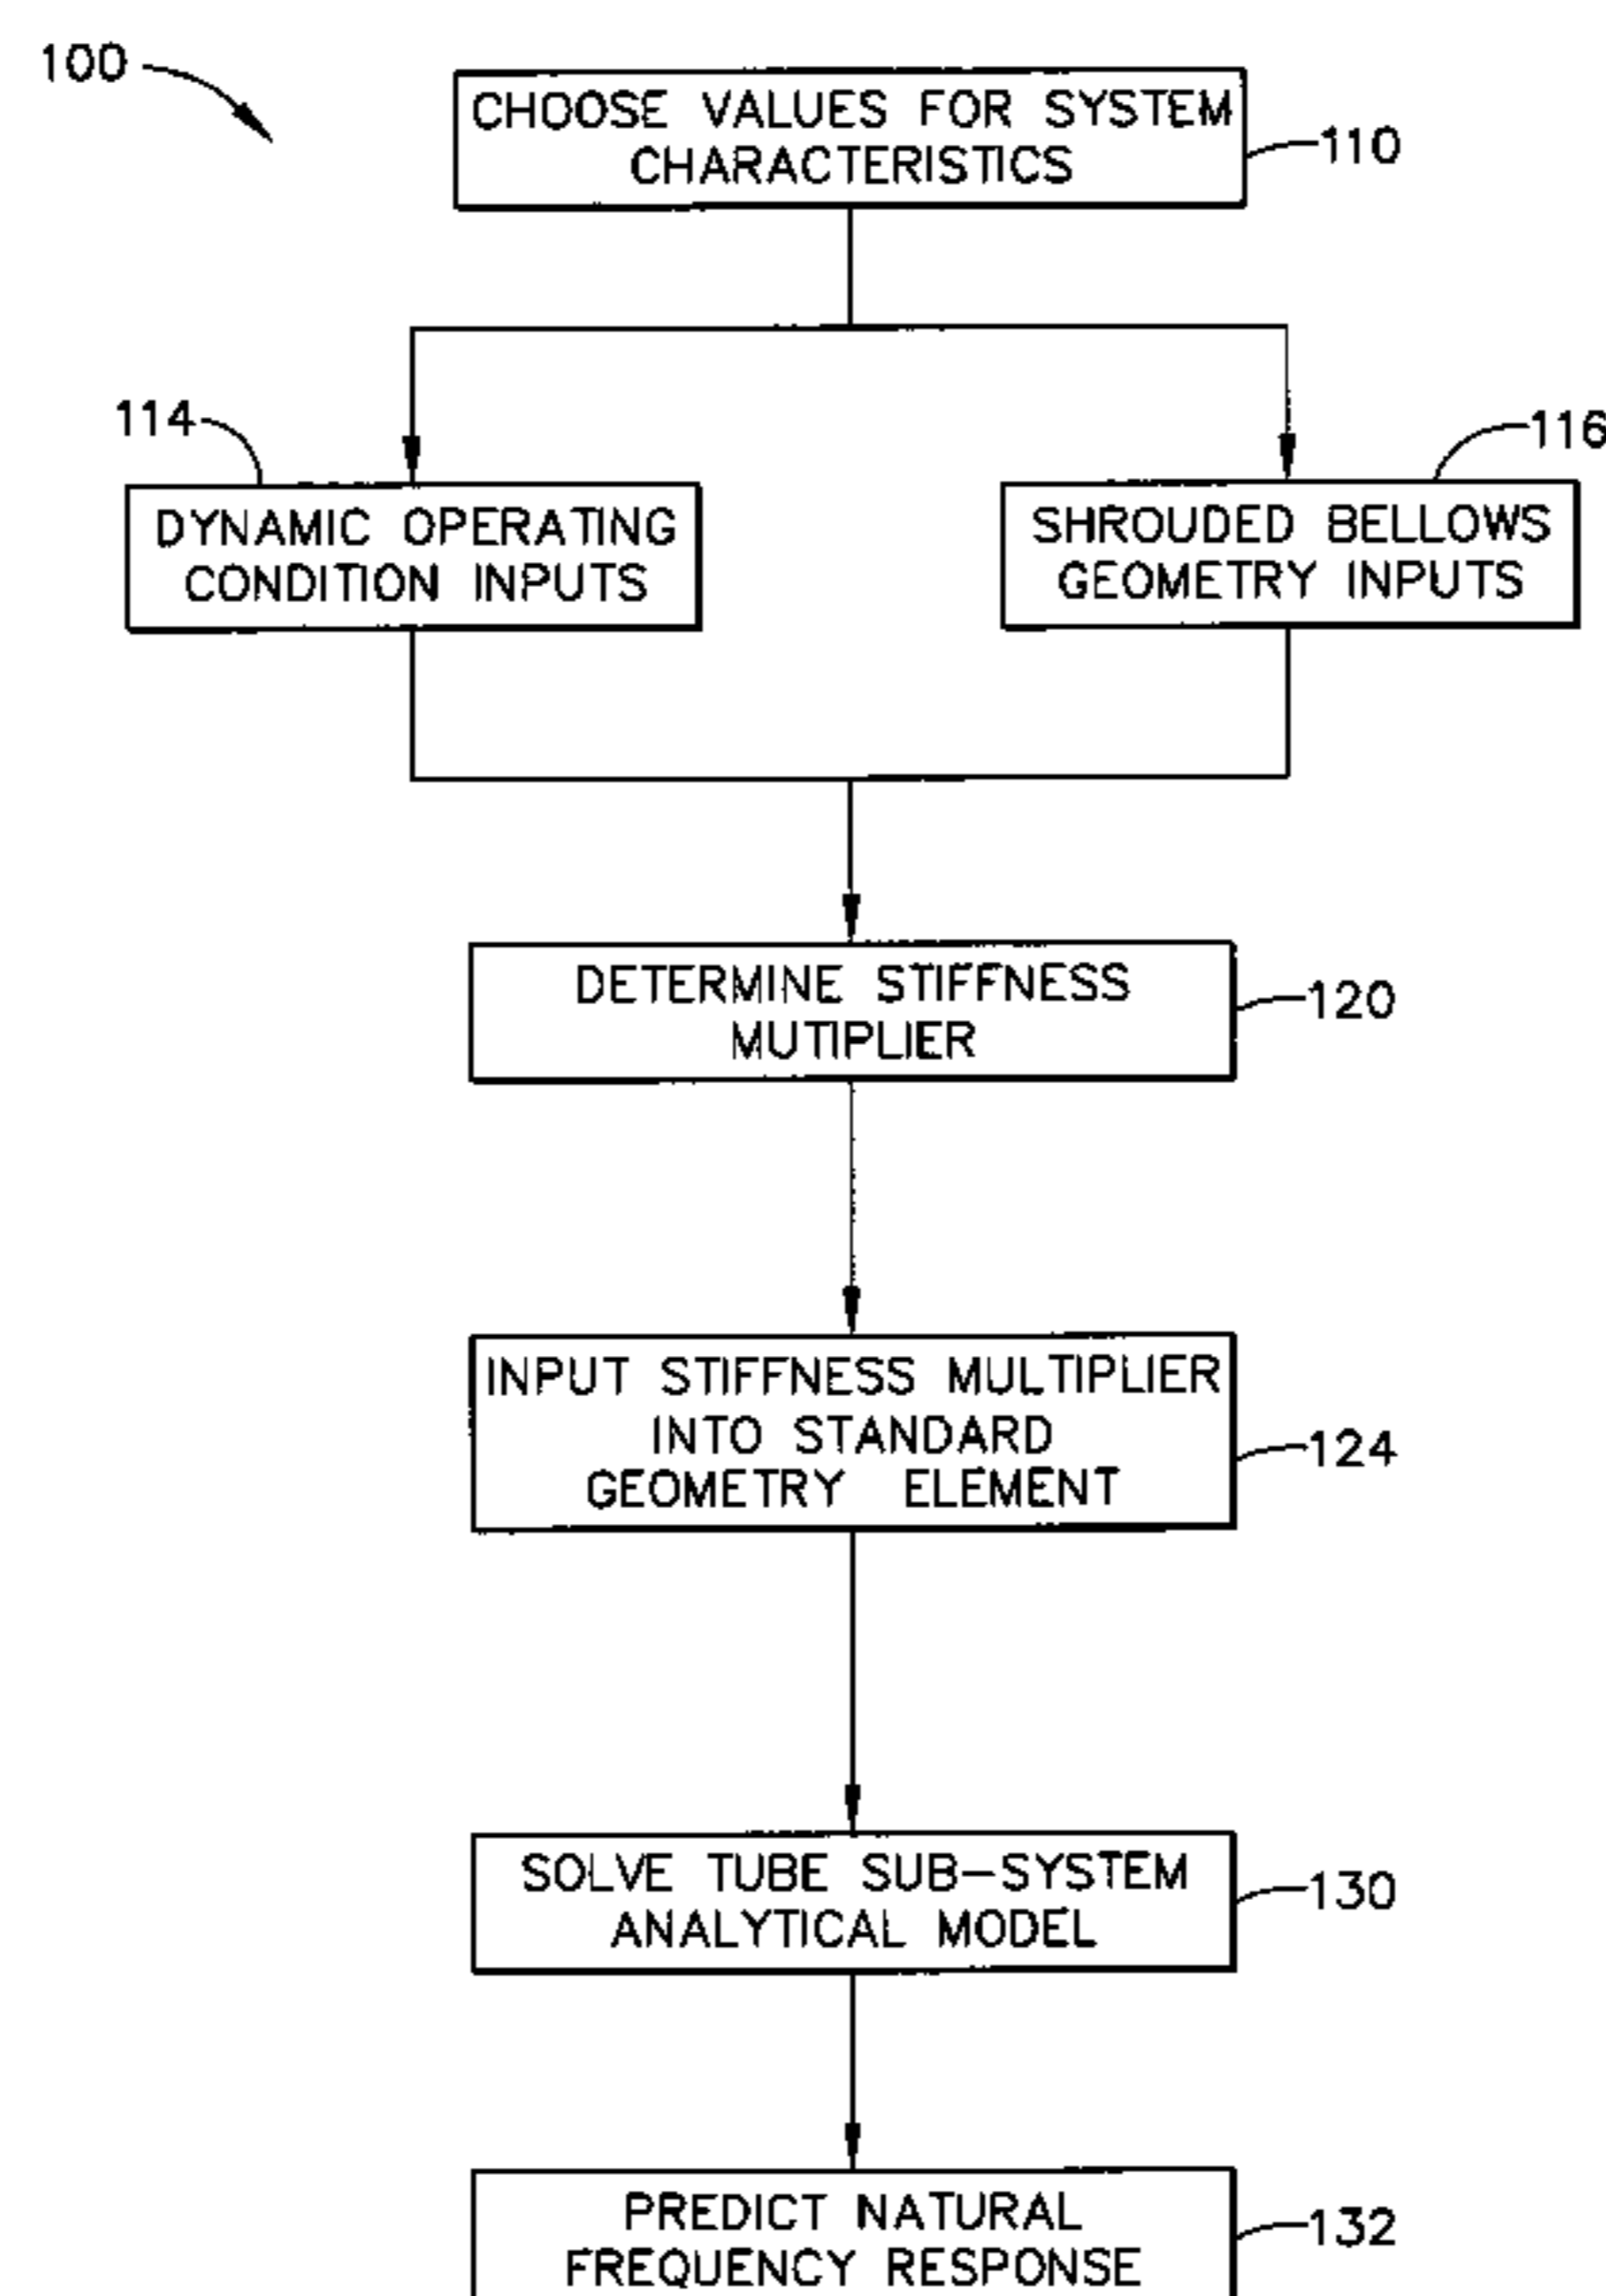 100
CHOOSE VALUES FOR SYSTEM
CHARACTERISTICS
110
114
116
DYNAMIC OPERATING
CONDITION INPUTS
SHROUDED BELLOWS
GEOMETRY INPUTS
DETERMINE STIFFNESS
MUTIPLIER
120
INPUT STIFFNESS MULTIPLIER
INTO STANDARD
GEOMETRY ELEMENT
124
SOLVE TUBE SUB-SYSTEM
ANALYTICAL MODEL
130
PREDICT NATURAL
FREQUENCY RESPONSE
132